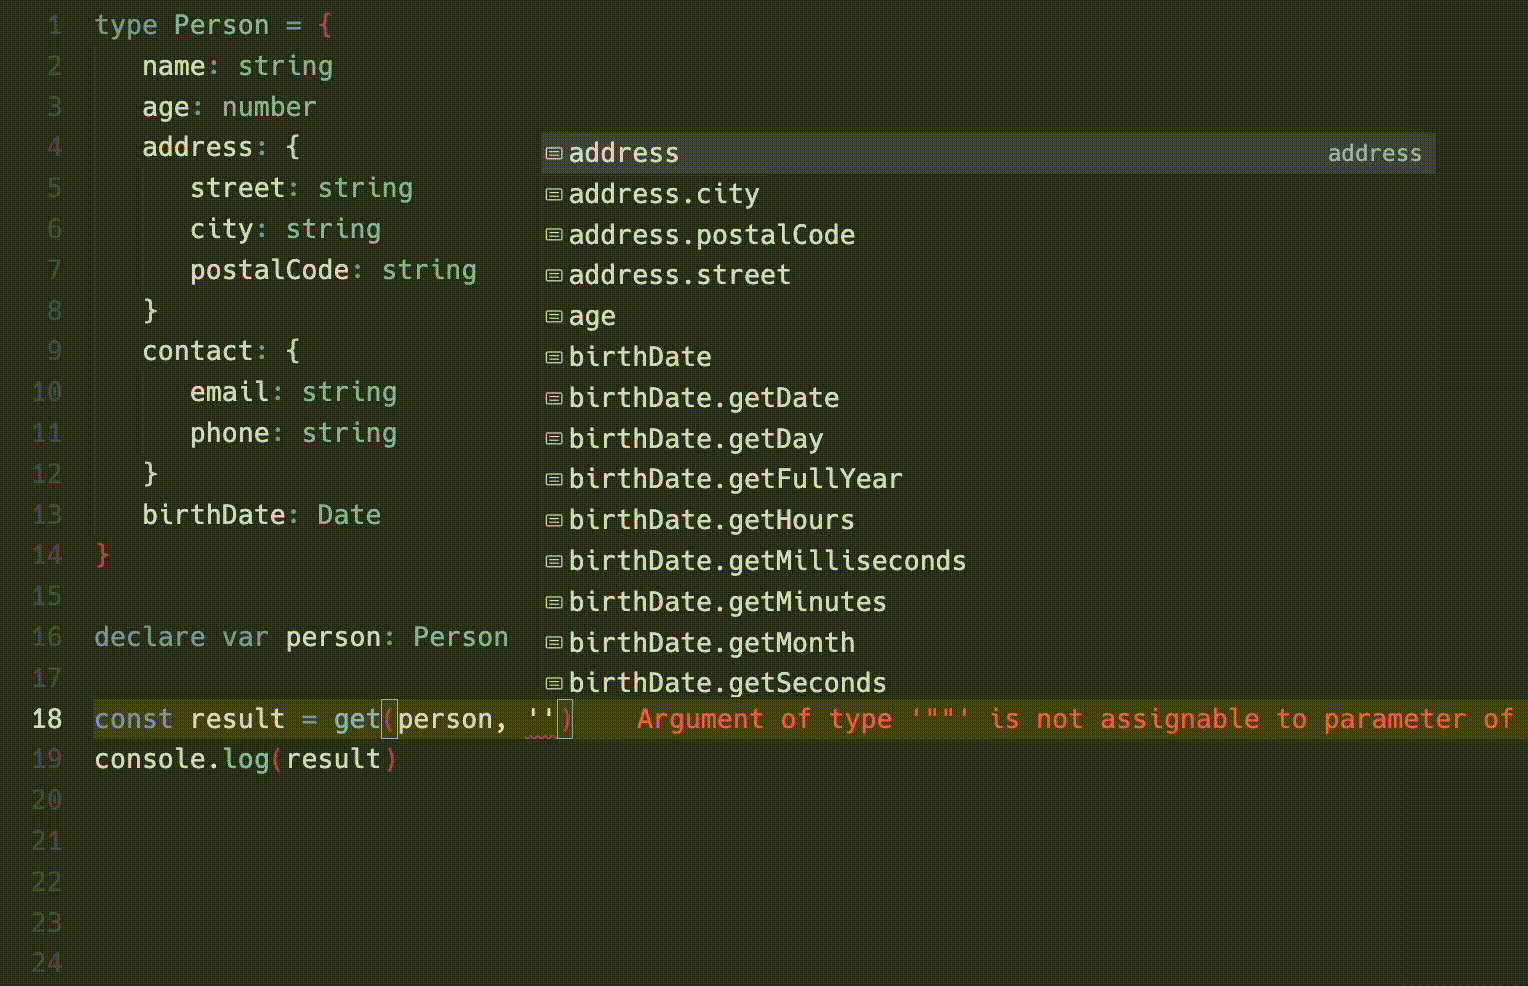 1 type Person = {
2 name: string
3 age: number
4 address: {
5 street: string
6 city: string
7 postalCode: string
8 }
9 contact: {
10 email: string
11 phone: string
12 }
13 birthDate: Date
14 }
15
16 declare var person: Person
17
18 const result = get(person, '') Argument of type '""' is not assignable to parameter of
19 console.log(result)
20
21
22
23
24
address address
address.city
address.postalCode
address.street
age
birthDate
birthDate.getDate
birthDate.getDay
birthDate.getFullYear
birthDate.getHours
birthDate.getMilliseconds
birthDate.getMinutes
birthDate.getMonth
birthDate.getSeconds